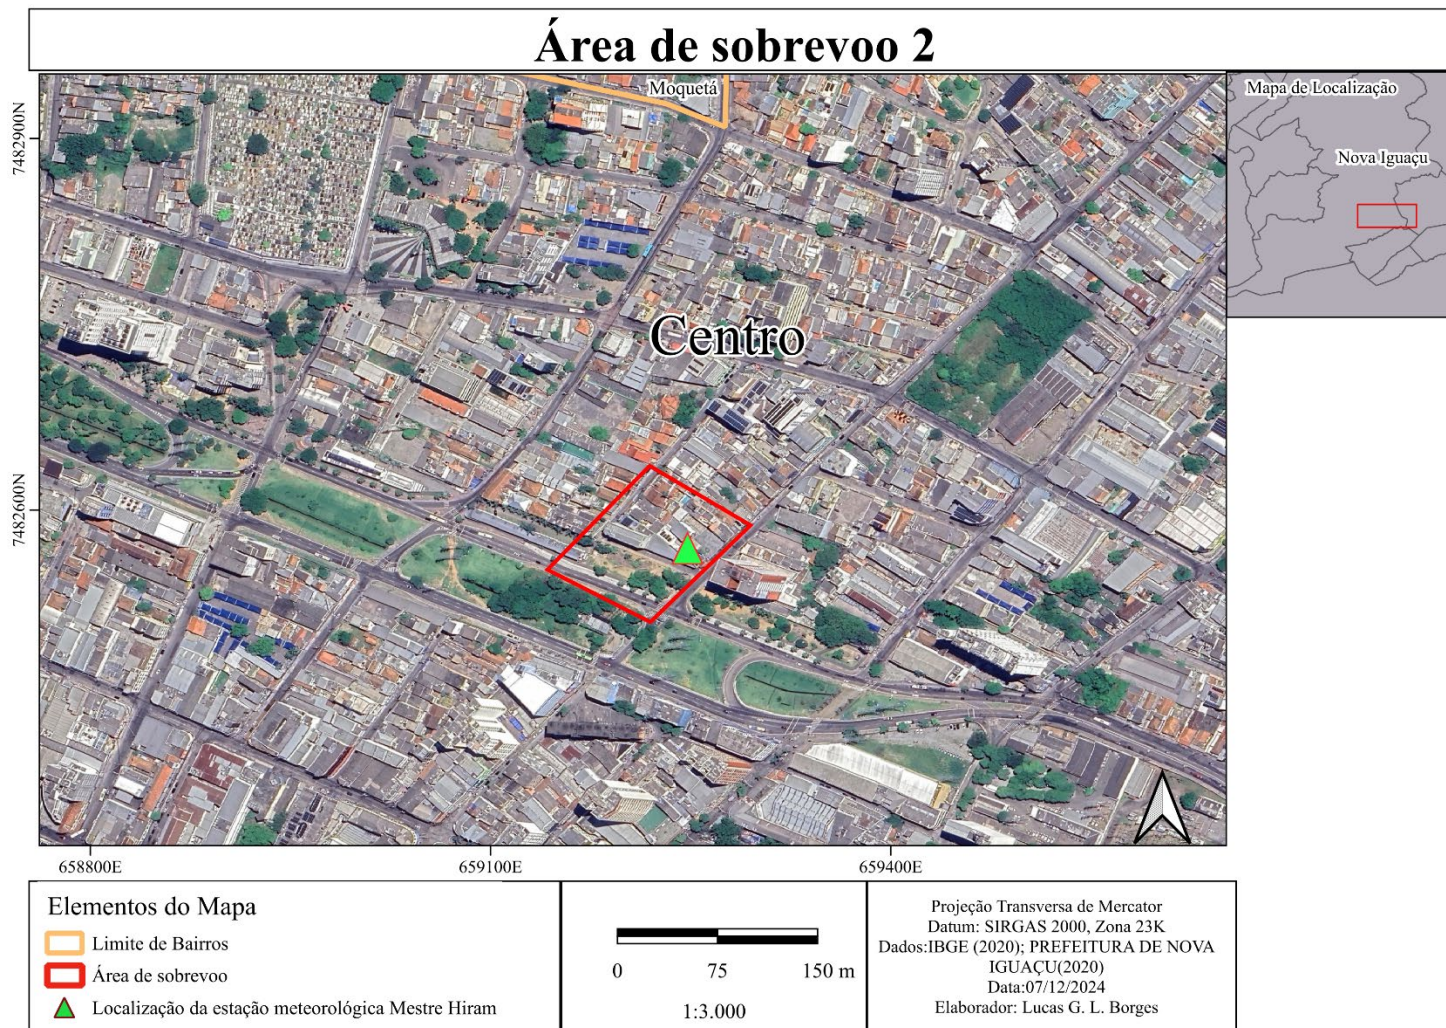 Área de sobrevoo 2
Moquetá
Mapa de Localização
Nova Iguaçu
7482900N
Centro
7482600N
658800E
659100E
659400E
Elementos do Mapa
Limite de Bairros
Área de sobrevoo
Localização da estação meteorológica Mestre Hiram
0 75 150 m
1:3.000
Projeção Transversa de Mercator
Datum: SIRGAS 2000, Zona 23K
Dados:IBGE (2020); PREFEITURA DE NOVA
IGUAÇU(2020)
Data:07/12/2024
Elaborador: Lucas G. L. Borges